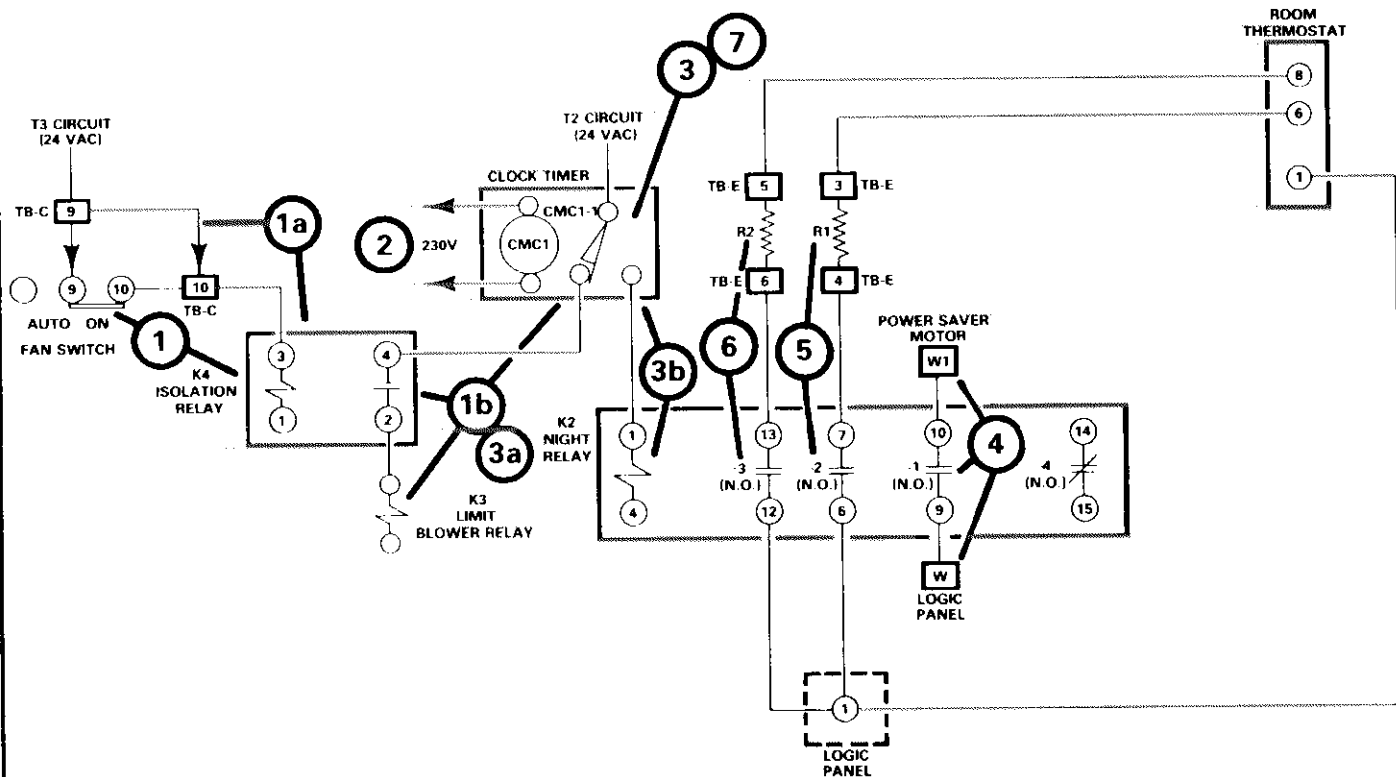 ROOM
THERMOSTAT
8
6
1
3
7
T3 CIRCUIT
(24 VAC)
T2 CIRCUIT
(24 VAC)
TB-C
9
1a
CLOCK TIMER
CMC1-1
CMC1
2
230V
TB-E
5
3
TB-E
R2
R1
TB-E
6
4
TB-E
9
10
10
TB-C
AUTO ON
FAN SWITCH
1
K4
ISOLATION
RELAY
3
4
1
2
1b
3a
3b
6
5
POWER SAVER
MOTOR
W1
K3
LIMIT
BLOWER RELAY
K2
NIGHT
RELAY
1
4
13
-3
(N.O.)
12
7
-2
(N.O.)
6
10
-1
(N.O.)
9
4
14
-4
(N.O.)
15
W
LOGIC
PANEL
1
LOGIC
PANEL